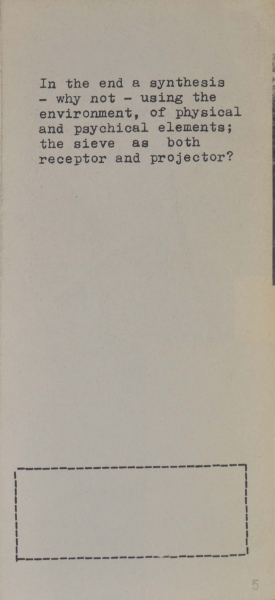 In the end a synthesis
- why not - using the
environment, of physical
and psychical elements;
the sieve as both
receptor and projector?
5